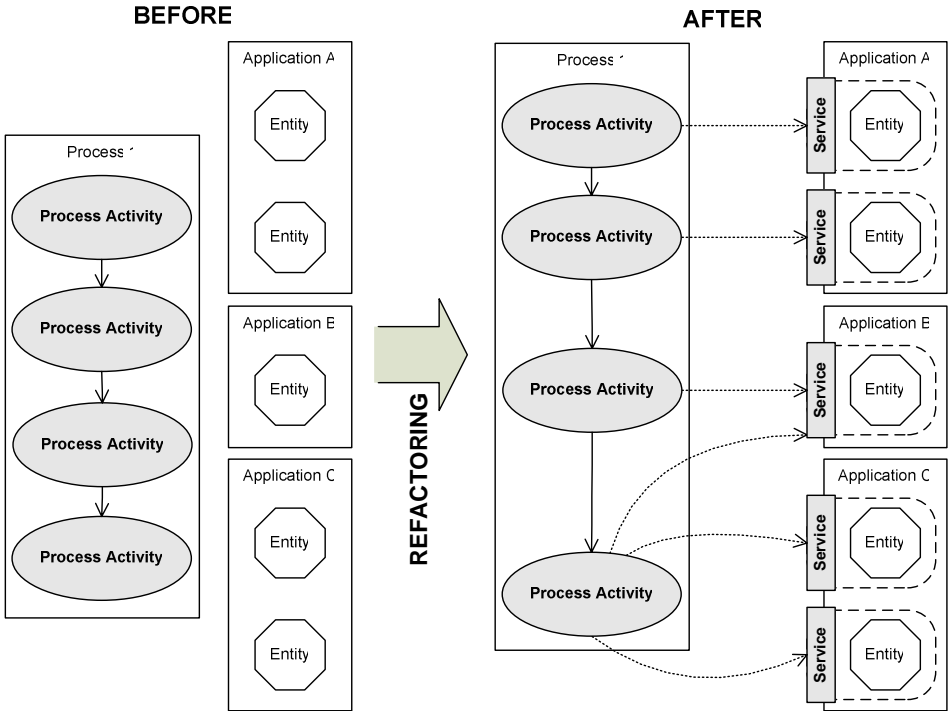 BEFORE
Application A
Entity
Entity
Process
Process Activity
Process Activity
Process Activity
Process Activity
Application B
Entity
Application C
Entity
Entity
REFACTORING
AFTER
Process
Process Activity
Process Activity
Process Activity
Process Activity
Application A
Service
Entity
Service
Entity
Application B
Service
Entity
Application C
Service
Entity
Service
Entity